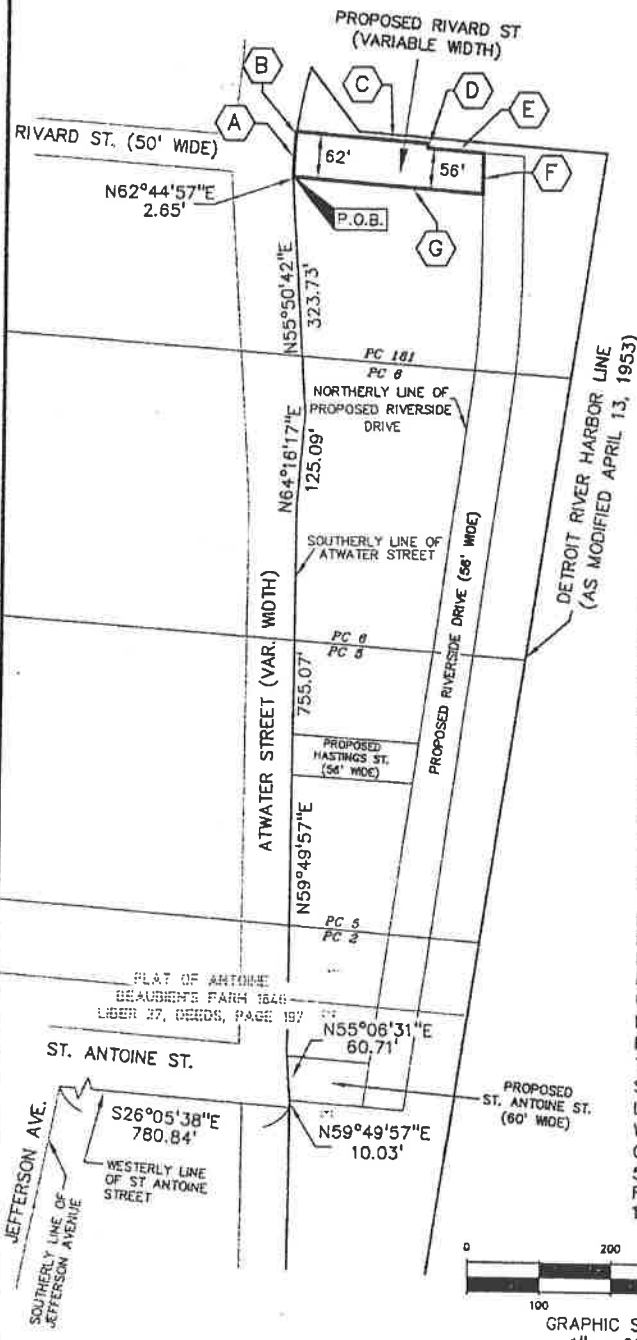 PROPOSED RIVARD ST
(VARIABLE WIDTH)
B
C
D
E
A
RIVARD ST. (50' WIDE)
62'
56'
F
N62°44'57"E
2.65'
P.O.B.
G
N55°50'42"E
323.73'
PC 181
PC 6
NORTHERLY LINE OF
PROPOSED RIVERSIDE
DRIVE
DETROIT RIVER HARBOR LINE
(AS MODIFIED APRIL 13, 1953)
N64°16'17"E
125.09'
SOUTHERLY LINE OF
ATWATER STREET
PROPOSED RIVERSIDE DRIVE (56' WIDE)
ATWATER STREET (VAR. WIDTH)
PC 6
PC 5
755.07'
PROPOSED
HASTINGS ST.
(56' WIDE)
N59°49'57"E
PC 5
PC 2
PLAT OF ANTOINE
BEAUBIEN'S FARM 1846
LIBER 27, DEEDS, PAGE 197
ST. ANTOINE ST.
N55°06'31"E
60.71'
PROPOSED
ST. ANTOINE ST.
(60' WIDE)
S26°05'38"E
780.84'
N59°49'57"E
10.03'
WESTERLY LINE
OF ST ANTOINE
STREET
JEFFERSON AVE.
SOUTHERLY LINE OF
JEFFERSON AVENUE
0
200
100
GRAPHIC S